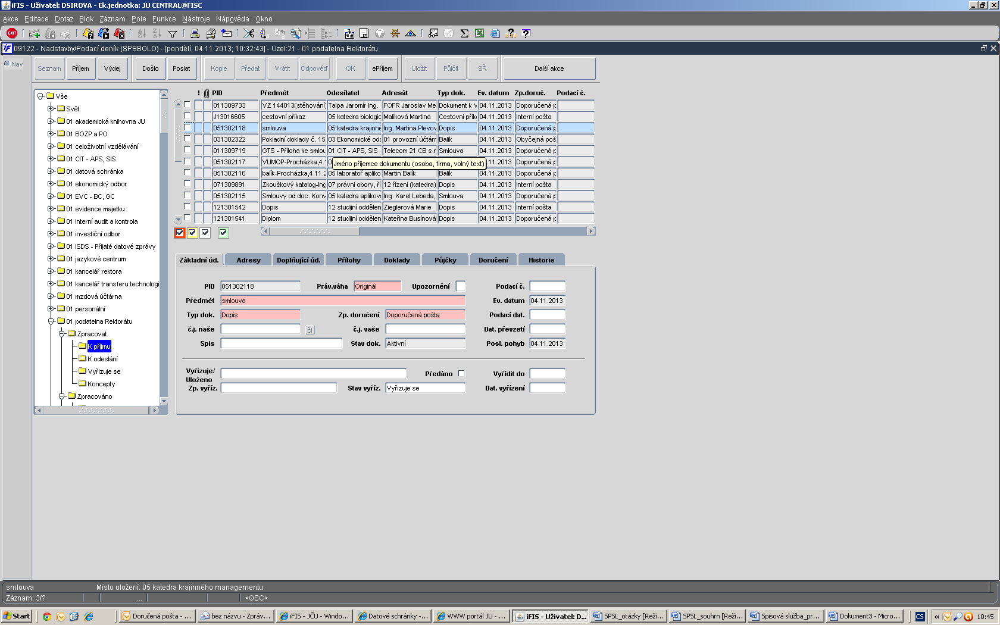 iFIS - Uživatel: DSIROVA - Ek.jednotka: JU CENTRAL@FISC
Akce Editace Dotaz Blok Záznam Pole Funkce Nástroje Nápověda Okno
EXIT
09122 - Nadstavby/Podací deník (SPSBOLD) - [pondělí, 04.11.2013; 10:32:43] - Uzel:21 - 01 podatelna Rektorátu
Nav
Seznam Příjem Výdej Došlo Poslat Kopie Předat Vrátit Odpověď OK ePříjem Uložit Půjčit SŘ Další akce
Vše
Svět
01 akademická knihovna JU
01 BOZP a PO
01 celoživotní vzdělávání
01 CIT - APS, SIS
01 datová schránka
01 ekonomický odbor
01 EVC - BC, GC
01 evidence majetku
01 interní audit a kontrola
01 investiční odbor
01 ISDS - Přijaté datové zprávy
01 jazykové centrum
01 kancelář rektora
01 kancelář transferu technologi
01 mzdová účtárna
01 personální
01 podatelna Rektorátu
Zpracovat
K příjmu
K odeslání
Vyřizuje se
Koncepty
Zpracováno
! PID Předmět Odesílatel Adresát Typ dok. Ev. datum Zp.doruč. Podací č.
011309733 VZ 144013(stěhování) Talpa Jaromír Ing. FOFR Jaroslav Me Dokument k V 04.11.2013 Doporučená p
J13016605 cestovní příkaz 05 katedra biologic Malíková Martina Cestovní přík 04.11.2013 Interní pošta
051302118 smlouva 05 katedra krajinné Ing. Martina Plevov Dopis 04.11.2013 Doporučená p
031302322 Pokladní doklady č. 15 03 Ekonomické odc 01 provozní účtárn Balík 04.11.2013 Obyčejná poš
011309719 GTS - Příloha ke smlou 01 CIT - APS, SIS Telecom 21 CB s.r Smlouva 04.11.2013 Doporučená p
051302117 VUMOP-Procházka,4.1 .11.2013 Doporučená p
Jméno příjemce dokumentu (osoba, firma, volný text)
051302116 balík-Procházka,4.11.2 05 laboratoř apliko Martin Balík Balík 04.11.2013 Doporučená p
071309891 Zkouškový katalog-Ing 07 právní obory, ří 12 řízení (katedra) Dopis 04.11.2013 Interní pošta
051302115 Smlouvy od doc. Konv 05 katedra aplikova Ing. Karel Lebeda, Smlouva 04.11.2013 Doporučená p
121301542 Dopis 12 studijní oddělen Zieglerová Marie Dopis 04.11.2013 Interní pošta
121301541 Diplom 12 studijní oddělen Kateřina Businová Dopis 04.11.2013 Doporučená p
Základní úd. Adresy Doplňující úd. Přílohy Doklady Půjčky Doručení Historie
PID 051302118 Práv.váha Originál Upozornění Podací č.
Předmět smlouva Ev. datum 04.11.2013
Typ dok. Dopis Zp. doručení Doporučená pošta Podací dat.
č.j. naše čj č.j. vaše Dat. převzetí
Spis Stav dok. Aktivní Posl. pohyb 04.11.2013
Vyřizuje/
Uloženo Předáno Vyřídit do
Zp. vyříz. Stav vyříz. Vyřizuje se Dat. vyřízení
smlouva Místo uložení: 05 katedra krajinného managementu
Záznam: 3/? ... <OSC>
Start Doručená pošta - ... bez názvu - Zpráv... iFIS - JČU - Windo... Datové schránky - ... WWW portál JU - ... iFIS - Uživatel: D... SPSL_otázky [Reži... SPSL_souhrn [Reži... Spisová služba_pr... Dokument3 - Micro... CS « 10:45